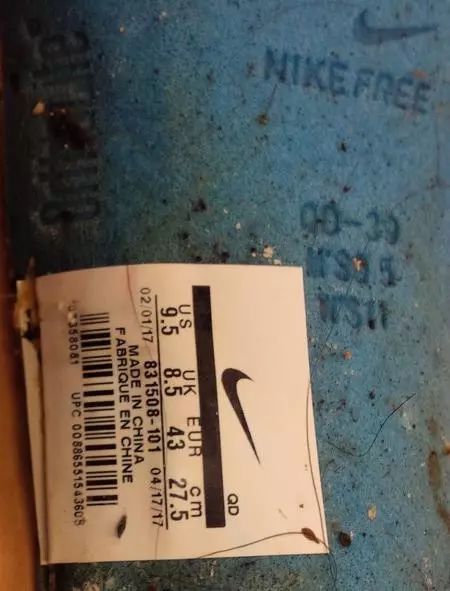 NIKE FREE
WS11
QD
US UK EUR cm
9.5 8.5 43 27.5
02/01/17 831508-101 04/17/17
MADE IN CHINA
FABRIQUE EN CHINE
UPC